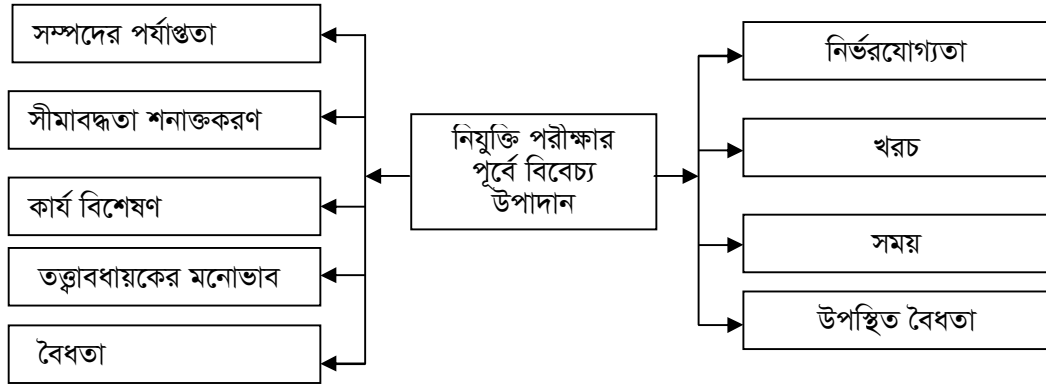 সম্পদের পর্যাপ্ততা
সীমাবদ্ধতা শনাক্তকরণ
কার্য বিশেষণ
তত্ত্বাবধায়কের মনোভাব
বৈধতা
নিযুক্তি পরীক্ষার
পূর্বে বিবেচ্য
উপাদান
নির্ভরযোগ্যতা
খরচ
সময়
উপস্থিত বৈধতা